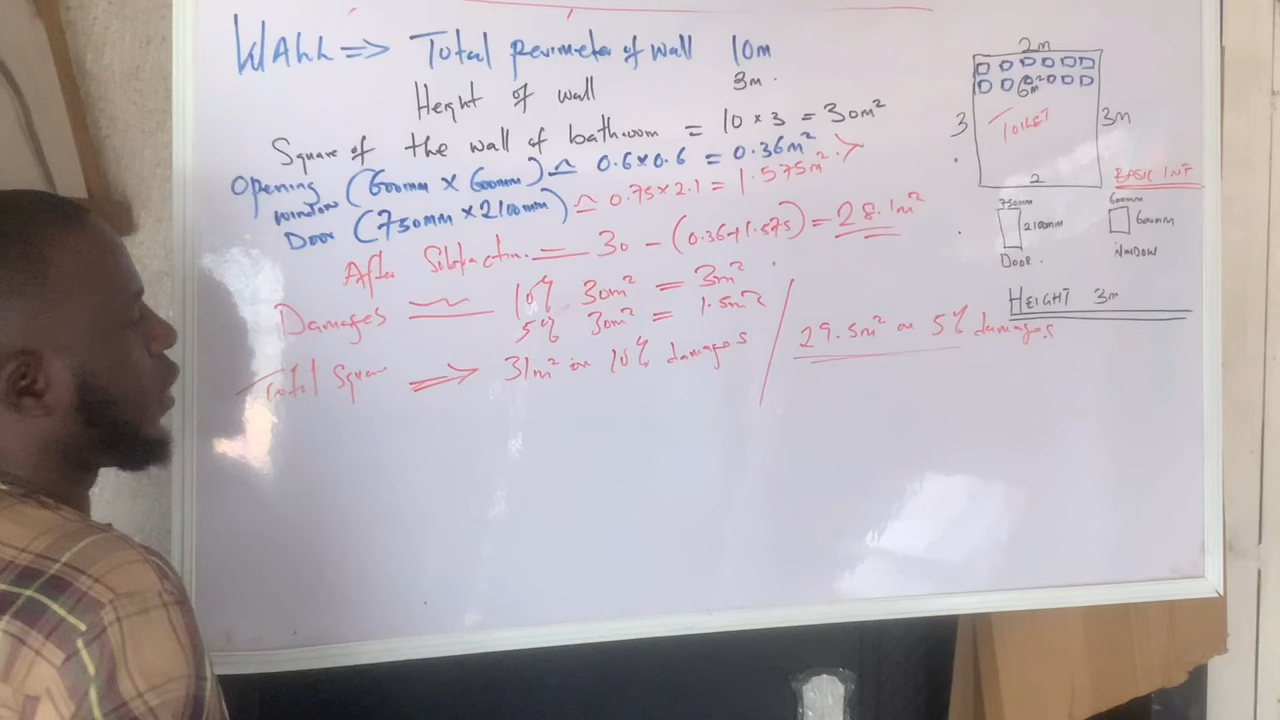 WAll => Total perimeter of wall 10m
Height of wall 3m.
Square of the wall of bathroom = 10 × 3 = 30m²
Opening (600mm × 600mm) ≏ 0.6×0.6 = 0.36m²
window
Door (750mm × 2100mm) ≏ 0.75×2.1 = 1.575m².
After = 30 - (0.36+1.575) = 28.1m²
Damages 10% 30m² = 3m²
5% 30m² = 1.5m²
Total Square => 31m² on 10% damages / 29.5m² on 5% damages
2m
6m²
3
TOILET
3m
2
BASIC INT
750mm
2100mm
DOOR.
600mm
600mm
WINDOW
HEIGHT 3m